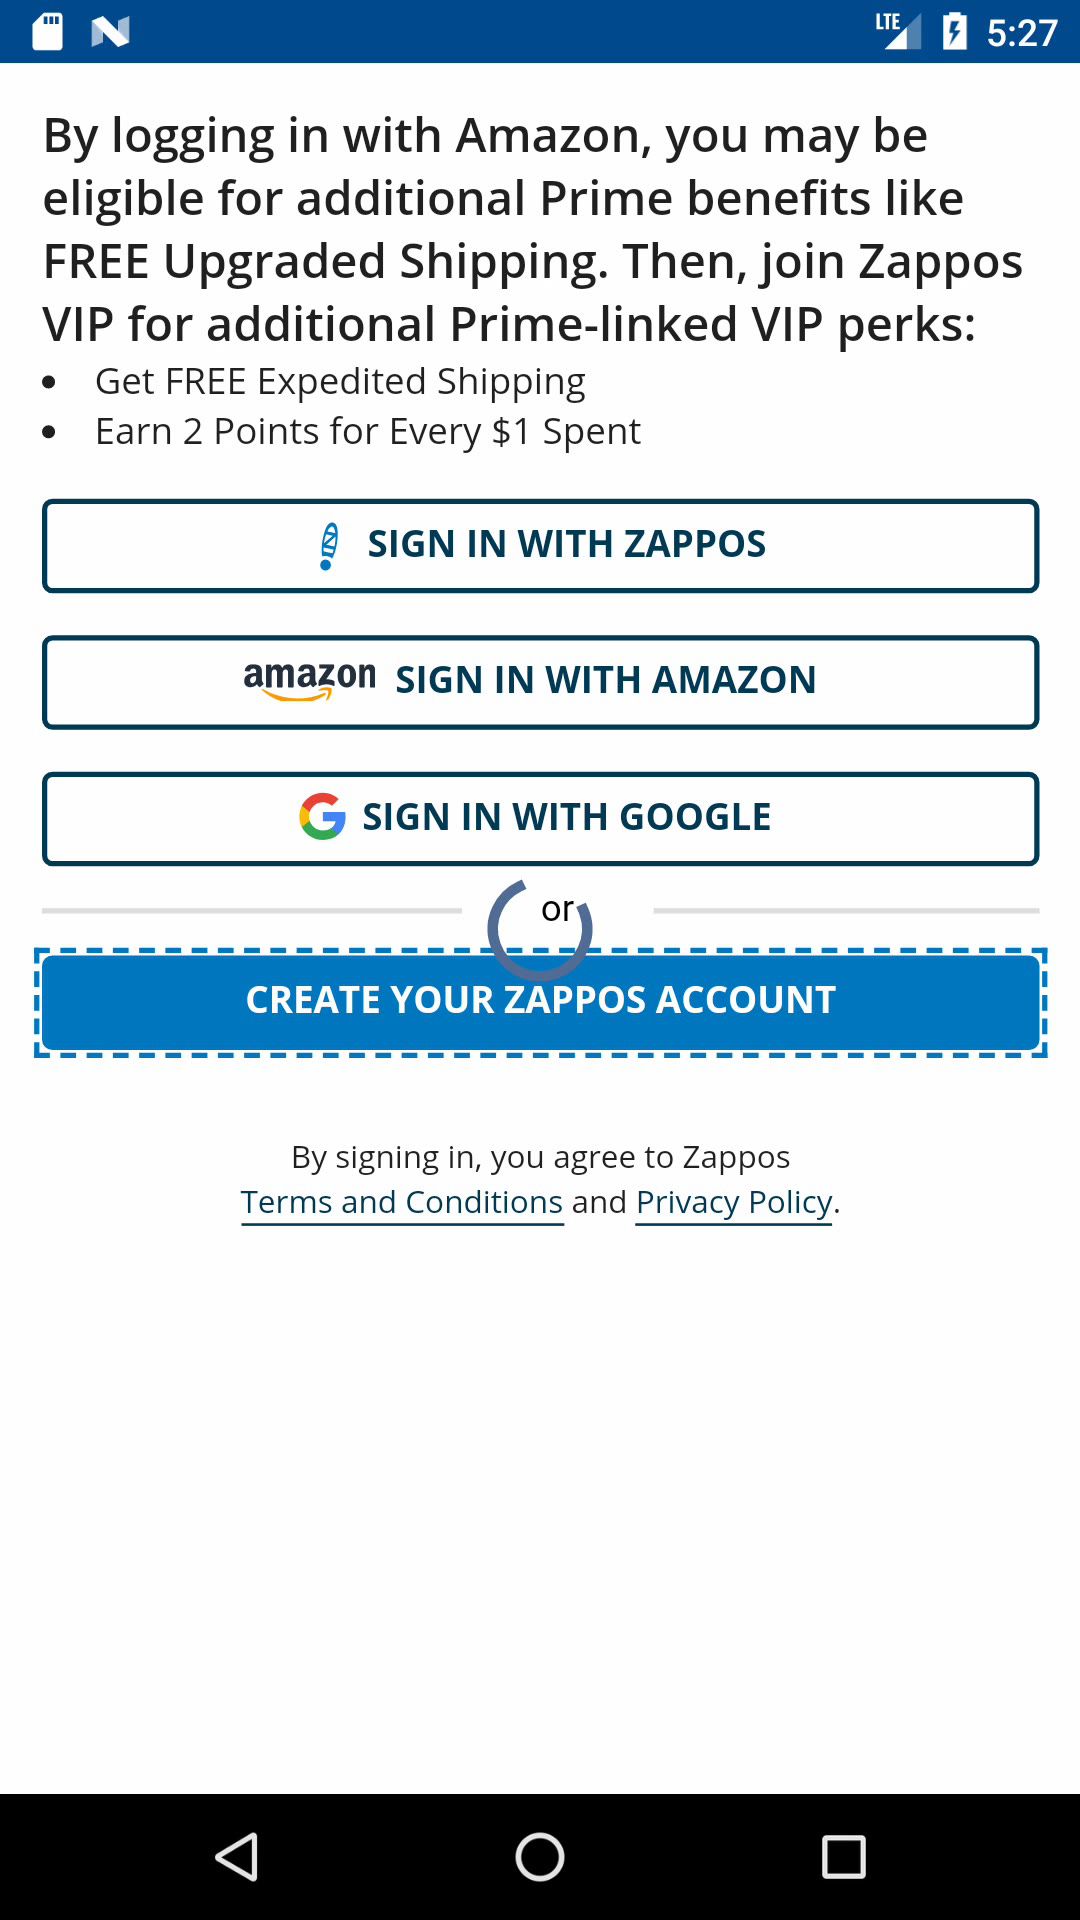 LTE 5:27
By logging in with Amazon, you may be
eligible for additional Prime benefits like
FREE Upgraded Shipping. Then, join Zappos
VIP for additional Prime-linked VIP perks:
• Get FREE Expedited Shipping
• Earn 2 Points for Every $1 Spent
SIGN IN WITH ZAPPOS
amazon SIGN IN WITH AMAZON
SIGN IN WITH GOOGLE
or
CREATE YOUR ZAPPOS ACCOUNT
By signing in, you agree to Zappos
Terms and Conditions and Privacy Policy.